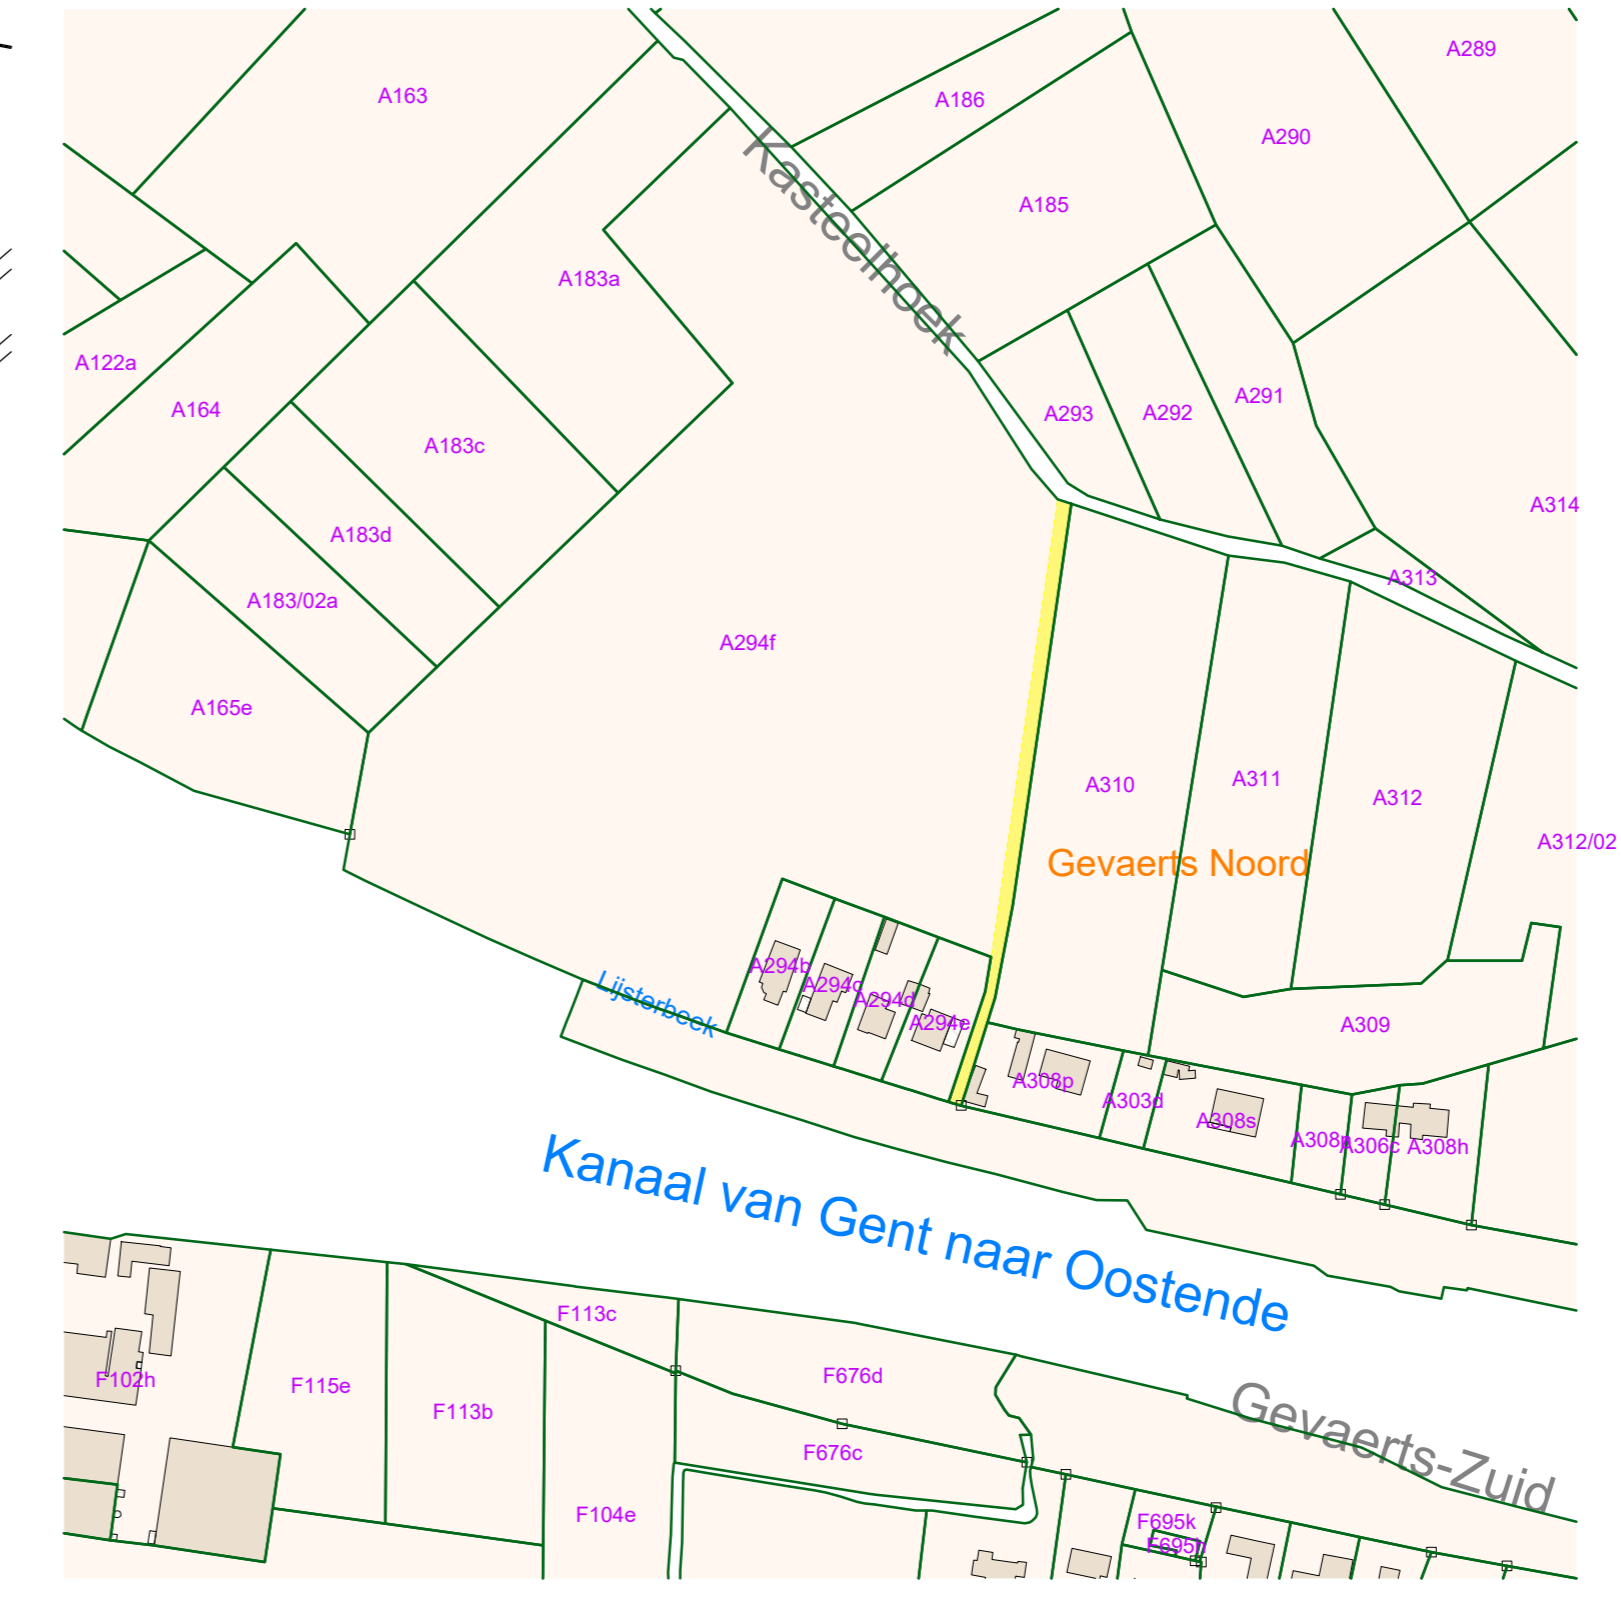 A289
A163
A186
A290
Kasteelhoek
A185
A183a
A122a
A164
A293
A292
A291
A183c
A314
A183d
A313
A183/02a
A294f
A165e
A310
A311
A312
A312/02
Gevaerts Noord
A294b
A294c
A294d
A294e
Lijsterbeek
A309
A308p
A303d
A308s
A306c
A308h
Kanaal van Gent naar Oostende
F113c
F102h
F115e
F113b
F676d
Gevaerts-Zuid
F676c
F104e
F695k
F695h